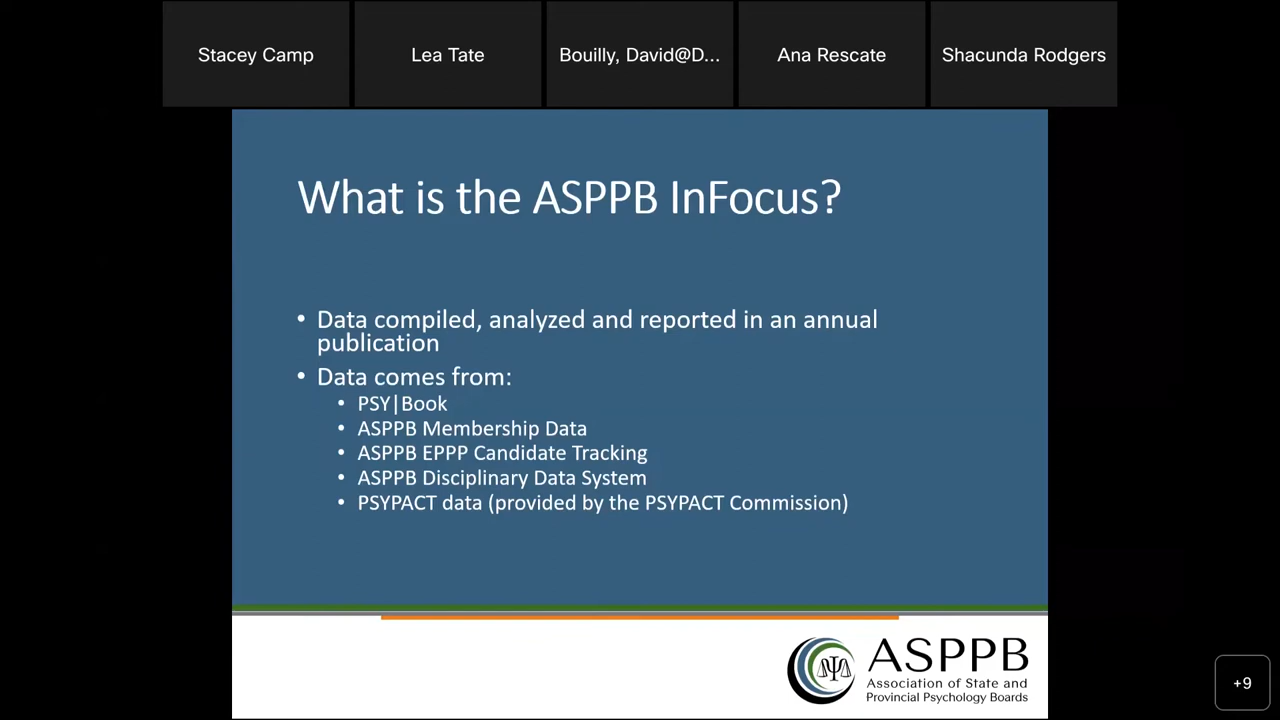 Stacey Camp
Lea Tate
Bouilly, David@D...
Ana Rescate
Shacunda Rodgers
What is the ASPPB InFocus?
• Data compiled, analyzed and reported in an annual
publication
• Data comes from:
• PSY|Book
• ASPPB Membership Data
• ASPPB EPPP Candidate Tracking
• ASPPB Disciplinary Data System
• PSYPACT data (provided by the PSYPACT Commission)
ASPPB
Association of State and
Provincial Psychology Boards
+9